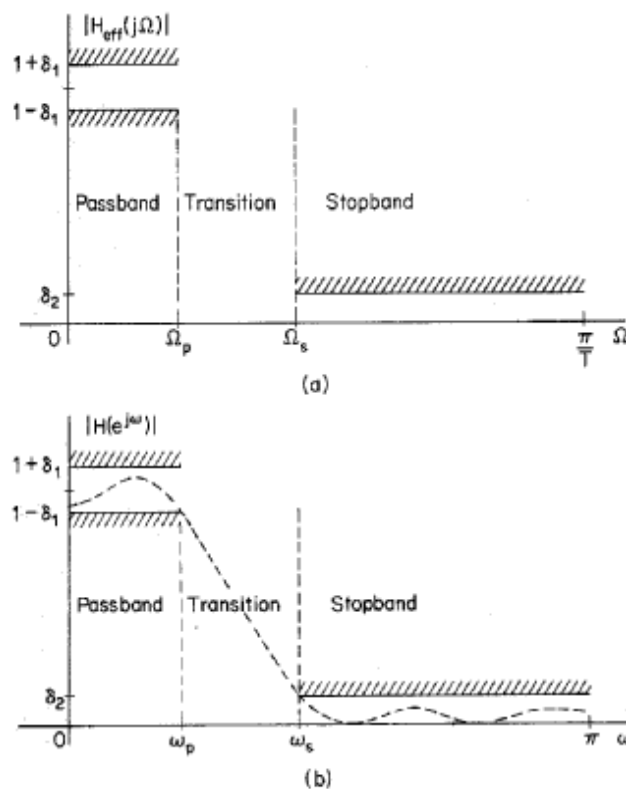 |Heff(jΩ)|
1+δ1
1-δ1
Passband Transition Stopband
δ2
0 Ωp Ωs π/T Ω
(a)
|H(e^jω)|
1+δ1
1-δ1
Passband Transition Stopband
δ2
0 ωp ωs π ω
(b)